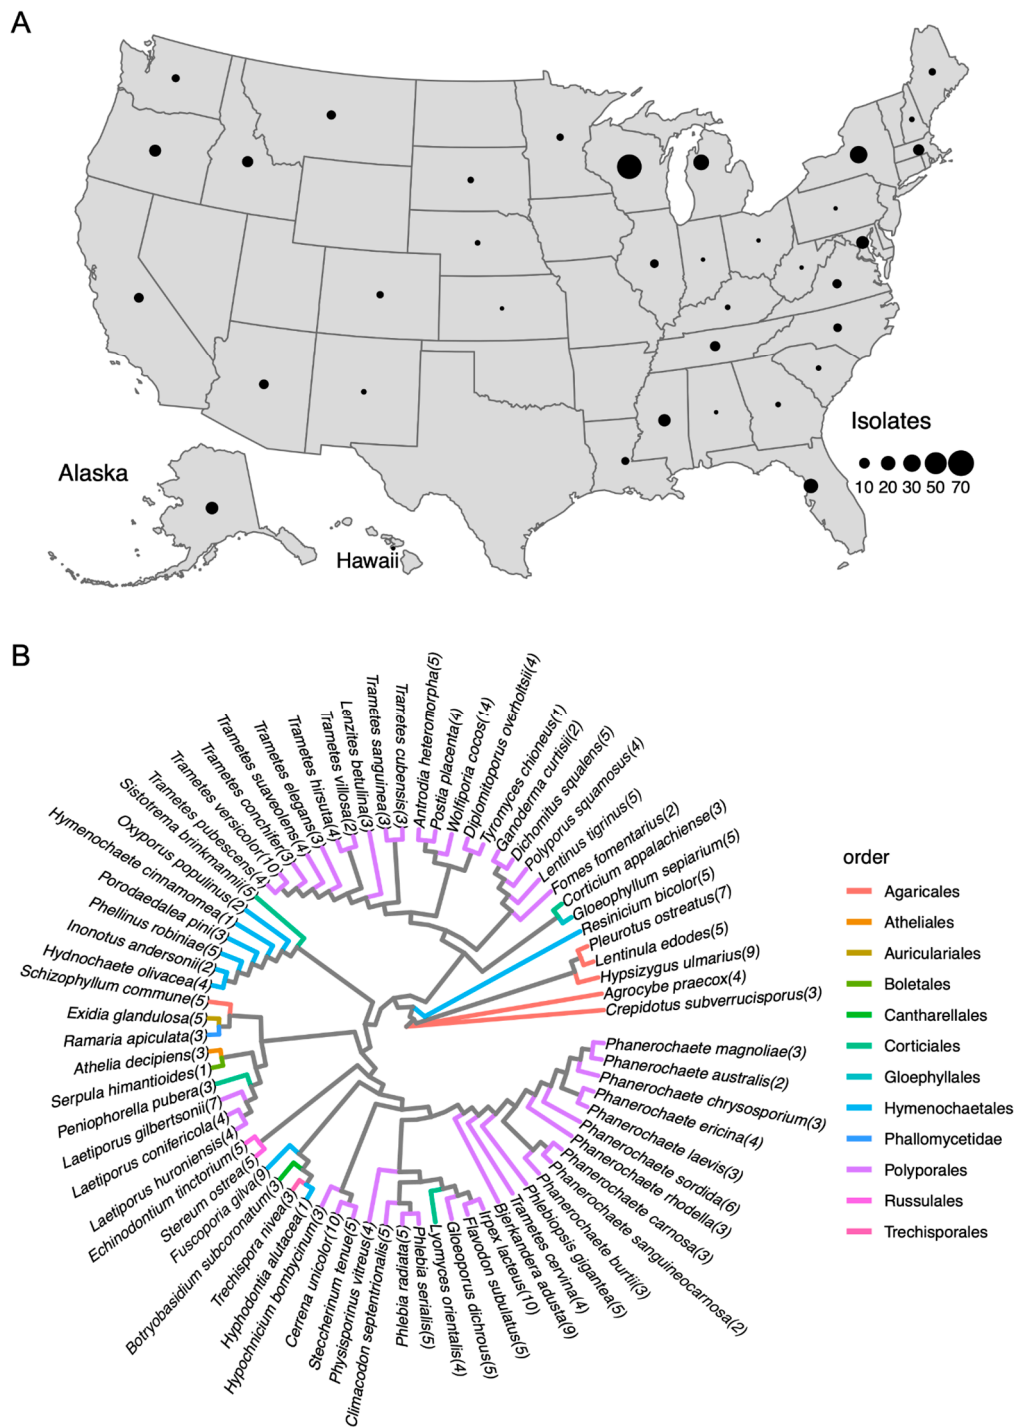 A
Isolates
10 20 30 50 70
Alaska
Hawaii
B
Antrodia heteromorpha(5)
Postia placenta(4)
Wolfiporia cocos(14)
Diplomitoporus overholtsii(4)
Tyromyces chioneus(1)
Ganoderma curtisii(2)
Dichomitus squalens(5)
Polyporus squamosus(4)
Lentinus tigrinus(5)
Fomes fomentarius(2)
Corticium appalachiense(3)
Gloeophyllum sepiarium(5)
Resinicium bicolor(5)
Pleurotus ostreatus(7)
Lentinula edodes(5)
Hypsizygus ulmarius(9)
Agrocybe praecox(4)
Crepidotus subverrucisporus(3)
Phanerochaete magnoliae(3)
Phanerochaete australis(2)
Phanerochaete chrysosporium(3)
Phanerochaete ericina(4)
Phanerochaete laevis(3)
Phanerochaete sordida(6)
Phanerochaete rhodella(3)
Phanerochaete carnosa(3)
Phanerochaete sanguineocarnosa(2)
Phanerochaete burtii(3)
Phlebiopsis gigantea(5)
Trametes cervina(4)
Bjerkandera adusta(9)
Irpex lacteus(10)
Flavodon subulatus(5)
Gloeoporus dichrous(5)
Lyomyces orientalis(4)
Phlebia serialis(5)
Phlebia radiata(5)
Climacodon septentrionalis(5)
Physisporinus vitreus(4)
Steccherinum tenue(5)
Cerrena unicolor(10)
Hypochnicium bombycinum(3)
Hyphodontia alutacea(1)
Trechispora nivea(3)
Botryobasidium subcoronatum(3)
Fuscoporia gilva(9)
Stereum ostrea(5)
Echinodontium tinctorium(5)
Laetiporus huroniensis(4)
Laetiporus conifericola(4)
Laetiporus gilbertsonii(7)
Peniophorella pubera(3)
Serpula himantioides(1)
Athelia decipiens(3)
Ramaria apiculata(3)
Exidia glandulosa(5)
Schizophyllum commune(5)
Hydnochaete olivacea(4)
Inonotus andersonii(2)
Phellinus robiniae(5)
Porodaedalea pini(3)
Hymenochaete cinnamomea(1)
Oxyporus populinus(2)
Sistotrema brinkmannii(5)
Trametes pubescens(4)
Trametes versicolor(10)
Trametes conchifer(3)
Trametes suaveolens(4)
Trametes elegans(3)
Trametes hirsuta(4)
Trametes villosa(2)
Lenzites betulina(3)
Trametes sanguinea(3)
Trametes cubensis(3)
order
Agaricales
Atheliales
Auriculariales
Boletales
Cantharellales
Corticiales
Gloephyllales
Hymenochaetales
Phallomycetidae
Polyporales
Russulales
Trechisporales